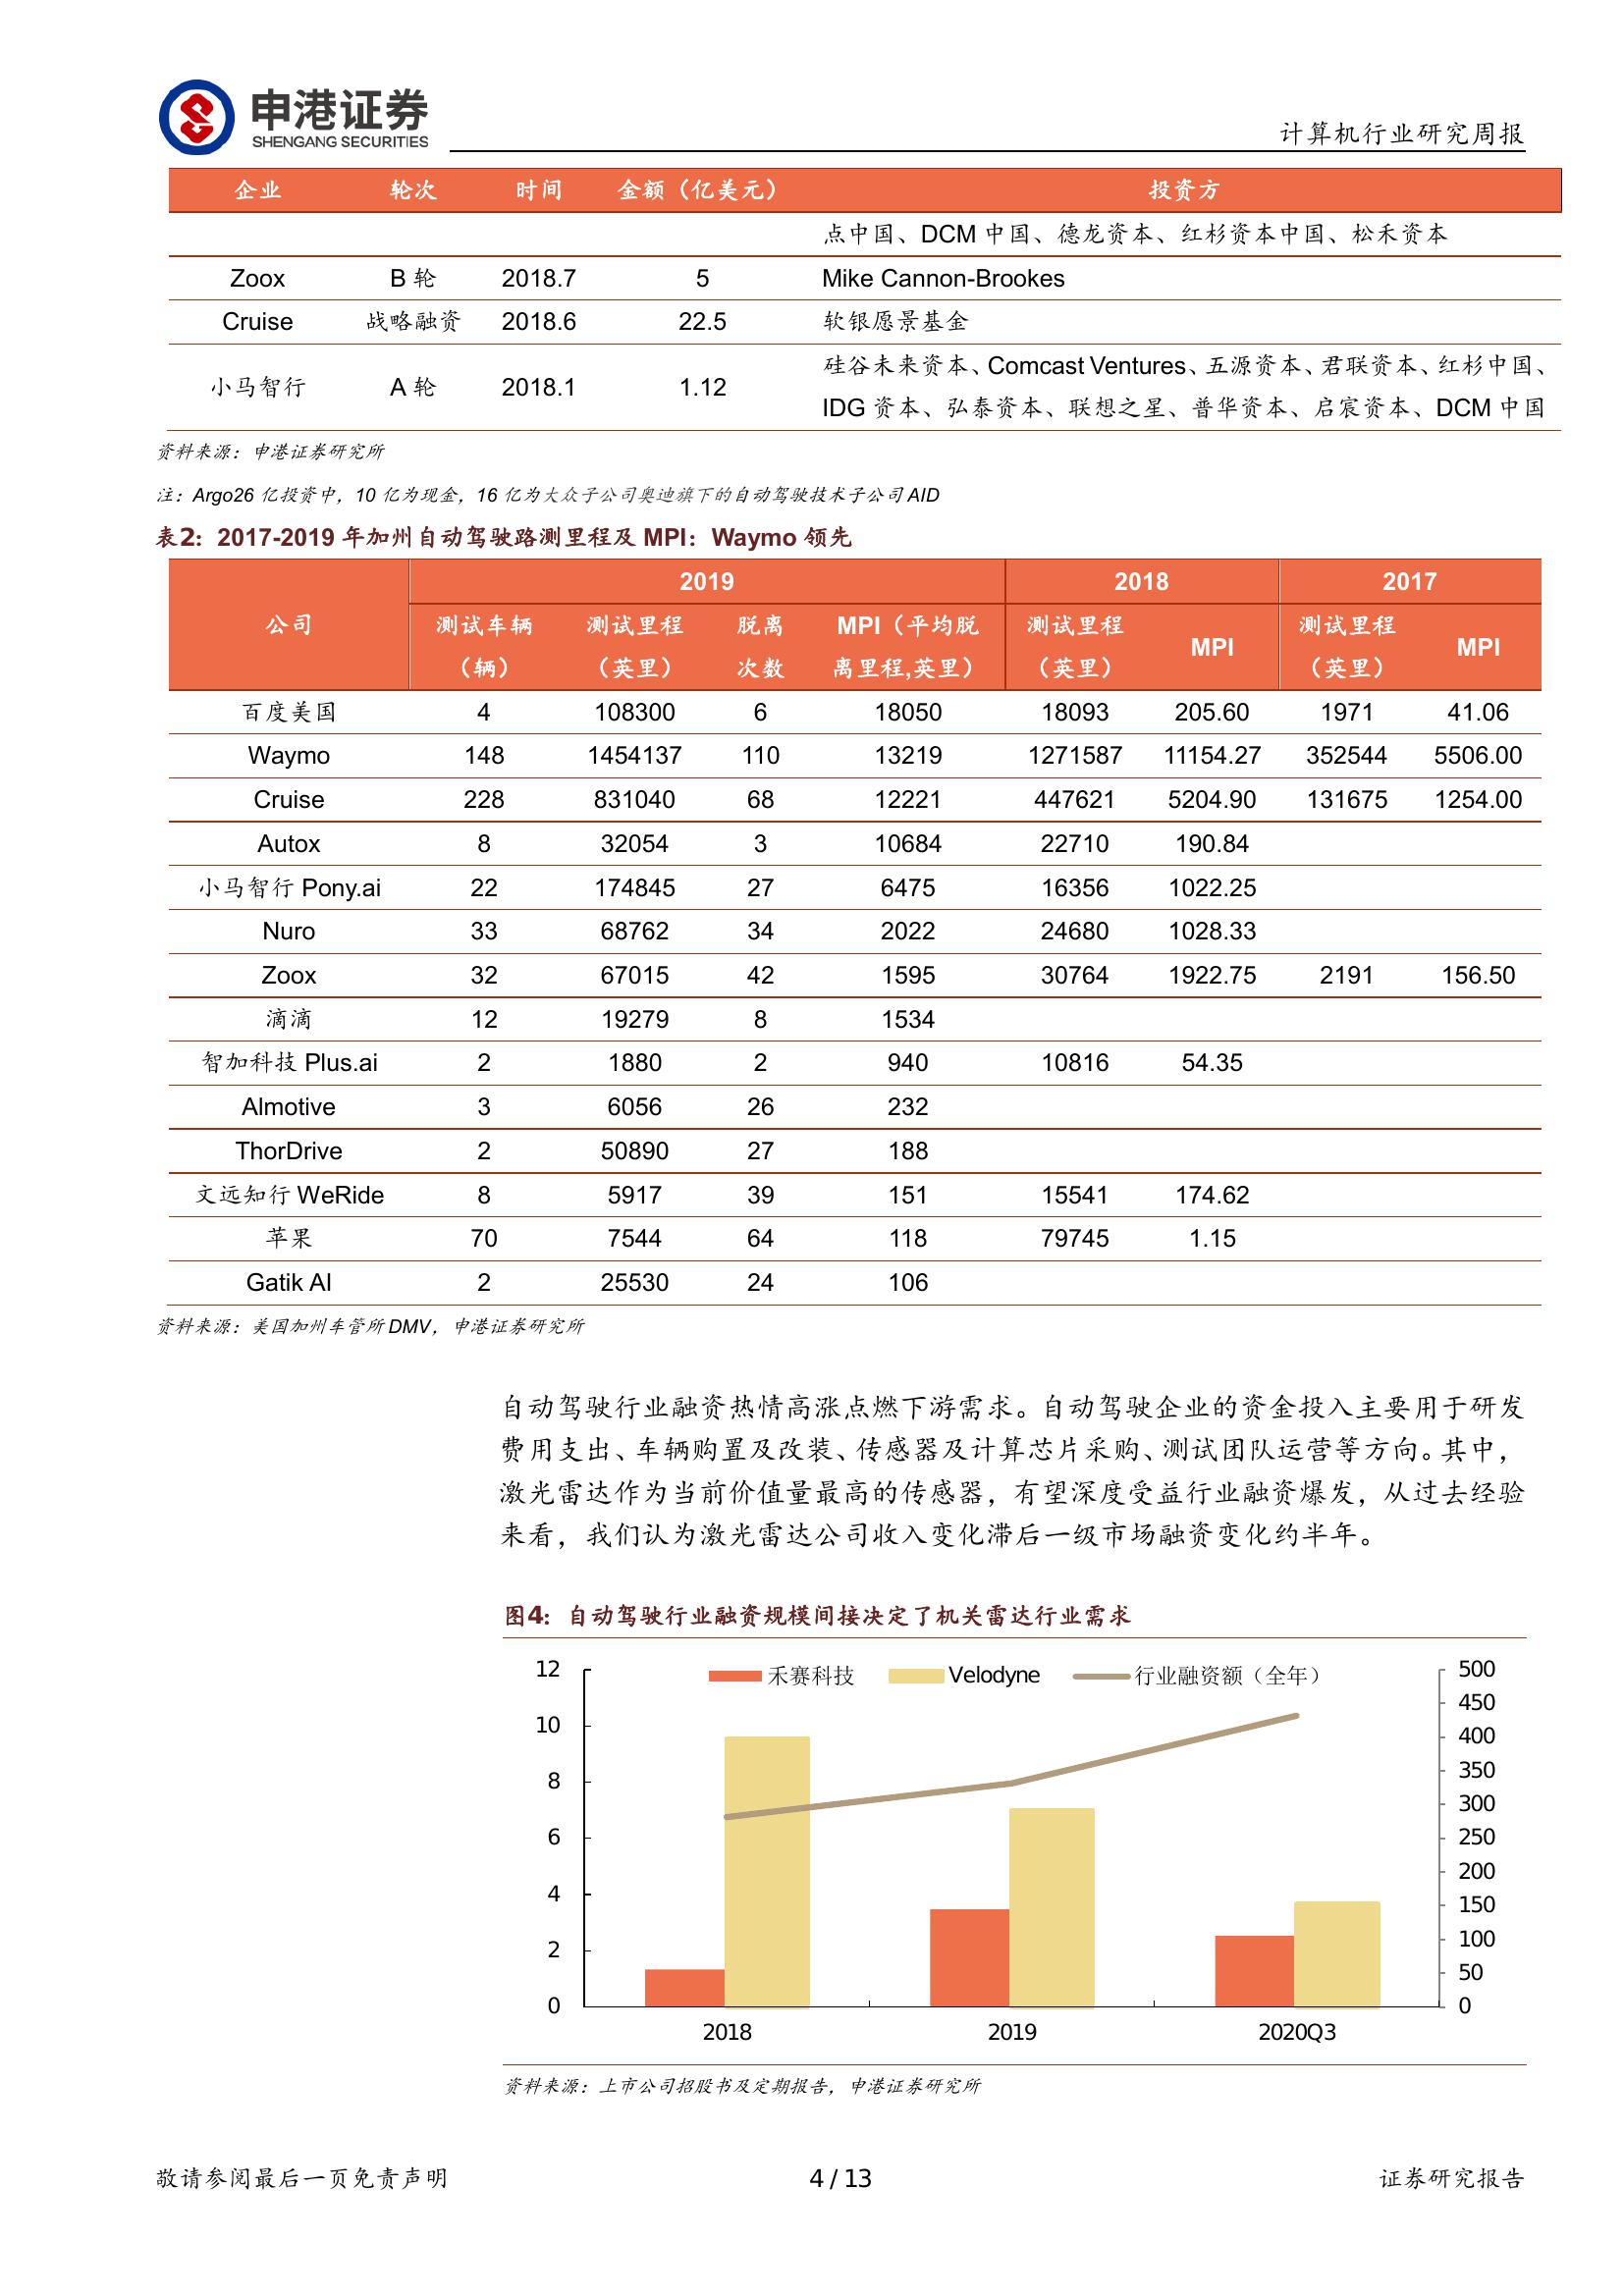 申港证券
SHENGANG SECURITIES
计算机行业研究周报
企业 轮次 时间 金额（亿美元） 投资方
点中国、DCM 中国、德龙资本、红杉资本中国、松禾资本
Zoox B 轮 2018.7 5 Mike Cannon-Brookes
Cruise 战略融资 2018.6 22.5 软银愿景基金
小马智行 A 轮 2018.1 1.12 硅谷未来资本、Comcast Ventures、五源资本、君联资本、红杉中国、
IDG 资本、弘泰资本、联想之星、普华资本、启宸资本、DCM 中国
资料来源：申港证券研究所
注：Argo26 亿投资中，10 亿为现金，16 亿为大众子公司奥迪旗下的自动驾驶技术子公司 AID
表2：2017-2019 年加州自动驾驶路测里程及 MPI：Waymo 领先
公司 2019 2018 2017
测试车辆（辆） 测试里程（英里） 脱离次数 MPI（平均脱离里程,英里） 测试里程（英里） MPI 测试里程（英里） MPI
百度美国 4 108300 6 18050 18093 205.60 1971 41.06
Waymo 148 1454137 110 13219 1271587 11154.27 352544 5506.00
Cruise 228 831040 68 12221 447621 5204.90 131675 1254.00
Autox 8 32054 3 10684 22710 190.84
小马智行 Pony.ai 22 174845 27 6475 16356 1022.25
Nuro 33 68762 34 2022 24680 1028.33
Zoox 32 67015 42 1595 30764 1922.75 2191 156.50
滴滴 12 19279 8 1534
智加科技 Plus.ai 2 1880 2 940 10816 54.35
Almotive 3 6056 26 232
ThorDrive 2 50890 27 188
文远知行 WeRide 8 5917 39 151 15541 174.62
苹果 70 7544 64 118 79745 1.15
Gatik AI 2 25530 24 106
资料来源：美国加州车管所 DMV，申港证券研究所
自动驾驶行业融资热情高涨点燃下游需求。自动驾驶企业的资金投入主要用于研发
费用支出、车辆购置及改装、传感器及计算芯片采购、测试团队运营等方向。其中，
激光雷达作为当前价值量最高的传感器，有望深度受益行业融资爆发，从过去经验
来看，我们认为激光雷达公司收入变化滞后一级市场融资变化约半年。
图4：自动驾驶行业融资规模间接决定了机关雷达行业需求
禾赛科技 Velodyne 行业融资额（全年）
12 500
450
10 400
350
8 300
6 250
200
4 150
100
2 50
0 0
2018 2019 2020Q3
资料来源：上市公司招股书及定期报告，申港证券研究所
敬请参阅最后一页免责声明 4 / 13 证券研究报告